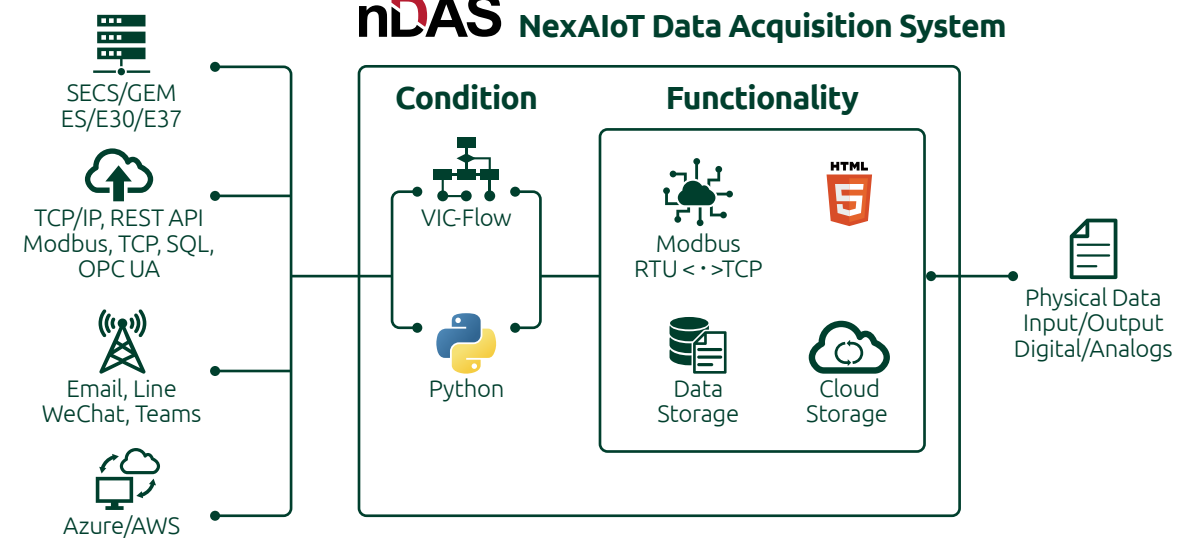 nDAS NexAIoT Data Acquisition System
SECS/GEM
ES/E30/E37
TCP/IP, REST API
Modbus, TCP, SQL,
OPC UA
Email, Line
WeChat, Teams
Azure/AWS
Condition
VIC-Flow
Python
Functionality
Modbus
RTU < · >TCP
HTML
5
Data
Storage
Cloud
Storage
Physical Data
Input/Output
Digital/Analogs